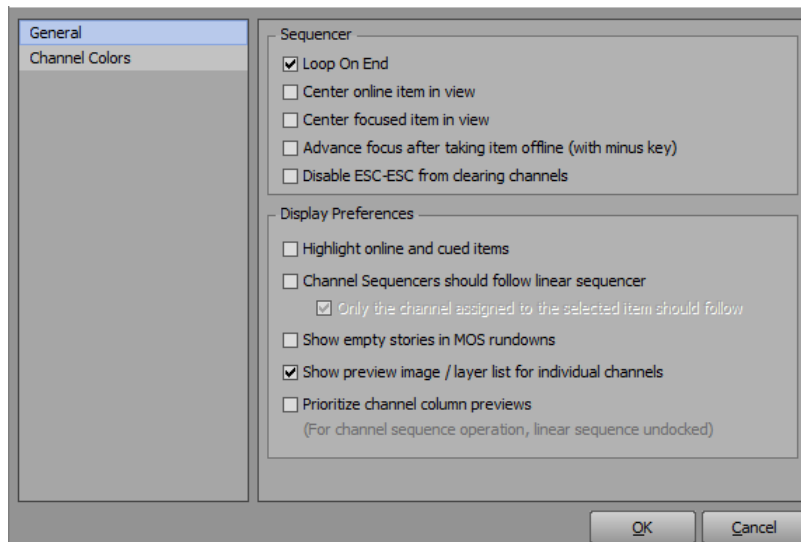 General
Channel Colors
Sequencer
Loop On End
Center online item in view
Center focused item in view
Advance focus after taking item offline (with minus key)
Disable ESC-ESC from clearing channels
Display Preferences
Highlight online and cued items
Channel Sequencers should follow linear sequencer
Only the channel assigned to the selected item should follow
Show empty stories in MOS rundowns
Show preview image / layer list for individual channels
Prioritize channel column previews
(For channel sequence operation, linear sequence undocked)
OK
Cancel